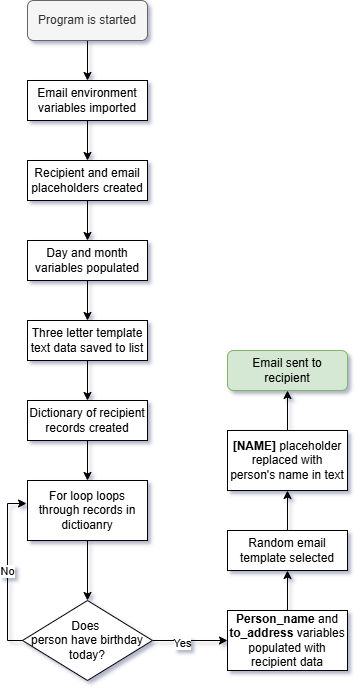 Program is started
Email environment
variables imported
Recipient and email
placeholders created
Day and month
variables populated
Three letter template
text data saved to list
Dictionary of recipient
records created
For loop loops
through records in
dictioanry
No
Does
person have birthday
today?
Yes
Person_name and
to_address variables
populated with
recipient data
Random email
template selected
[NAME] placeholder
replaced with
person's name in text
Email sent to
recipient